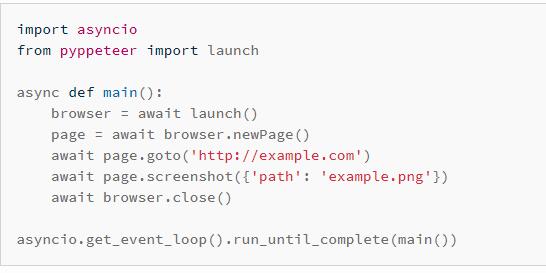 import asyncio
from pyppeteer import launch

async def main():
    browser = await launch()
    page = await browser.newPage()
    await page.goto('http://example.com')
    await page.screenshot({'path': 'example.png'})
    await browser.close()

asyncio.get_event_loop().run_until_complete(main())